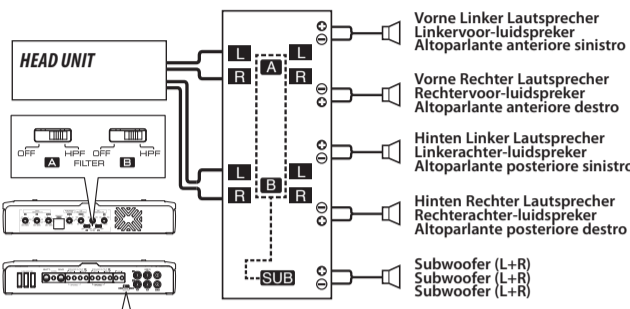 HEAD UNIT
OFF HPF OFF HPF
A FILTER B
L L
A
R R
L L
B
R R
SUB
Vorne Linker Lautsprecher
Linkervoor-luidspreker
Altoparlante anteriore sinistro
Vorne Rechter Lautsprecher
Rechtervoor-luidspreker
Altoparlante anteriore destro
Hinten Linker Lautsprecher
Linkerachter-luidspreker
Altoparlante posteriore sinistro
Hinten Rechter Lautsprecher
Rechterachter-luidspreker
Altoparlante posteriore destro
Subwoofer (L+R)
Subwoofer (L+R)
Subwoofer (L+R)